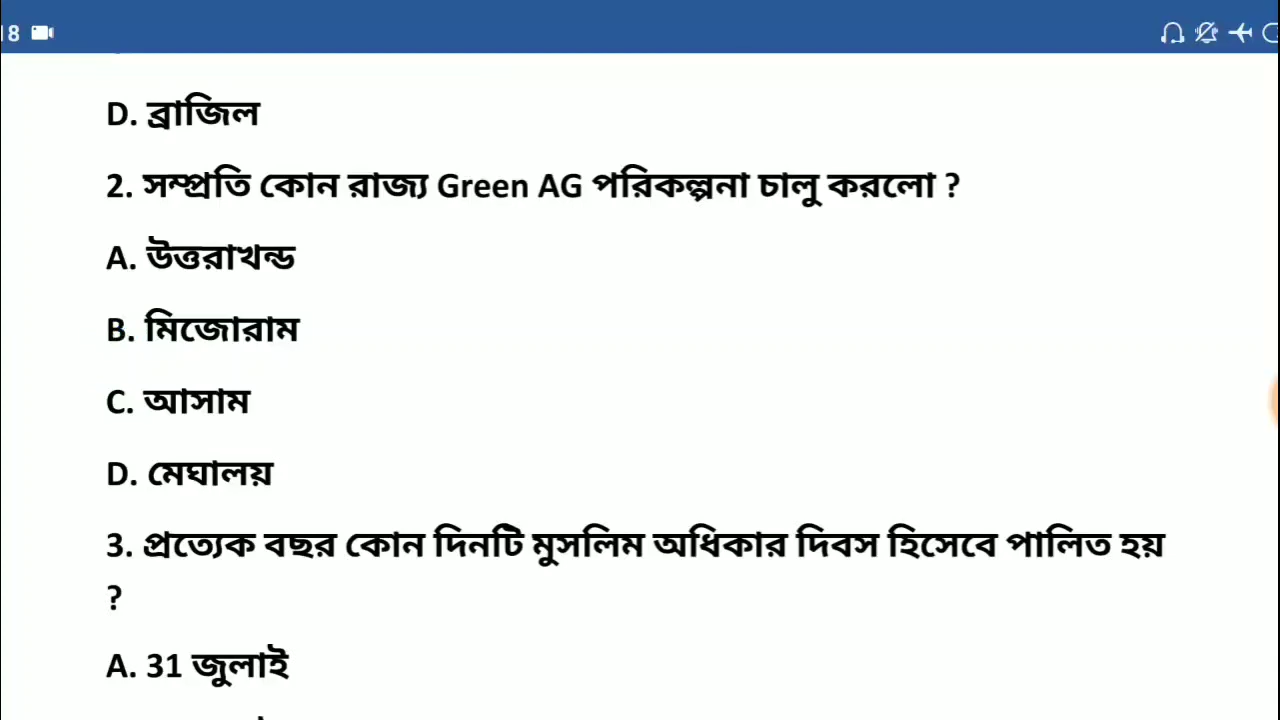 18
D. ব্রাজিল
2. সম্প্রতি কোন রাজ্য Green AG পরিকল্পনা চালু করলো ?
A. উত্তরাখন্ড
B. মিজোরাম
C. আসাম
D. মেঘালয়
3. প্রত্যেক বছর কোন দিনটি মুসলিম অধিকার দিবস হিসেবে পালিত হয়
?
A. 31 জুলাই